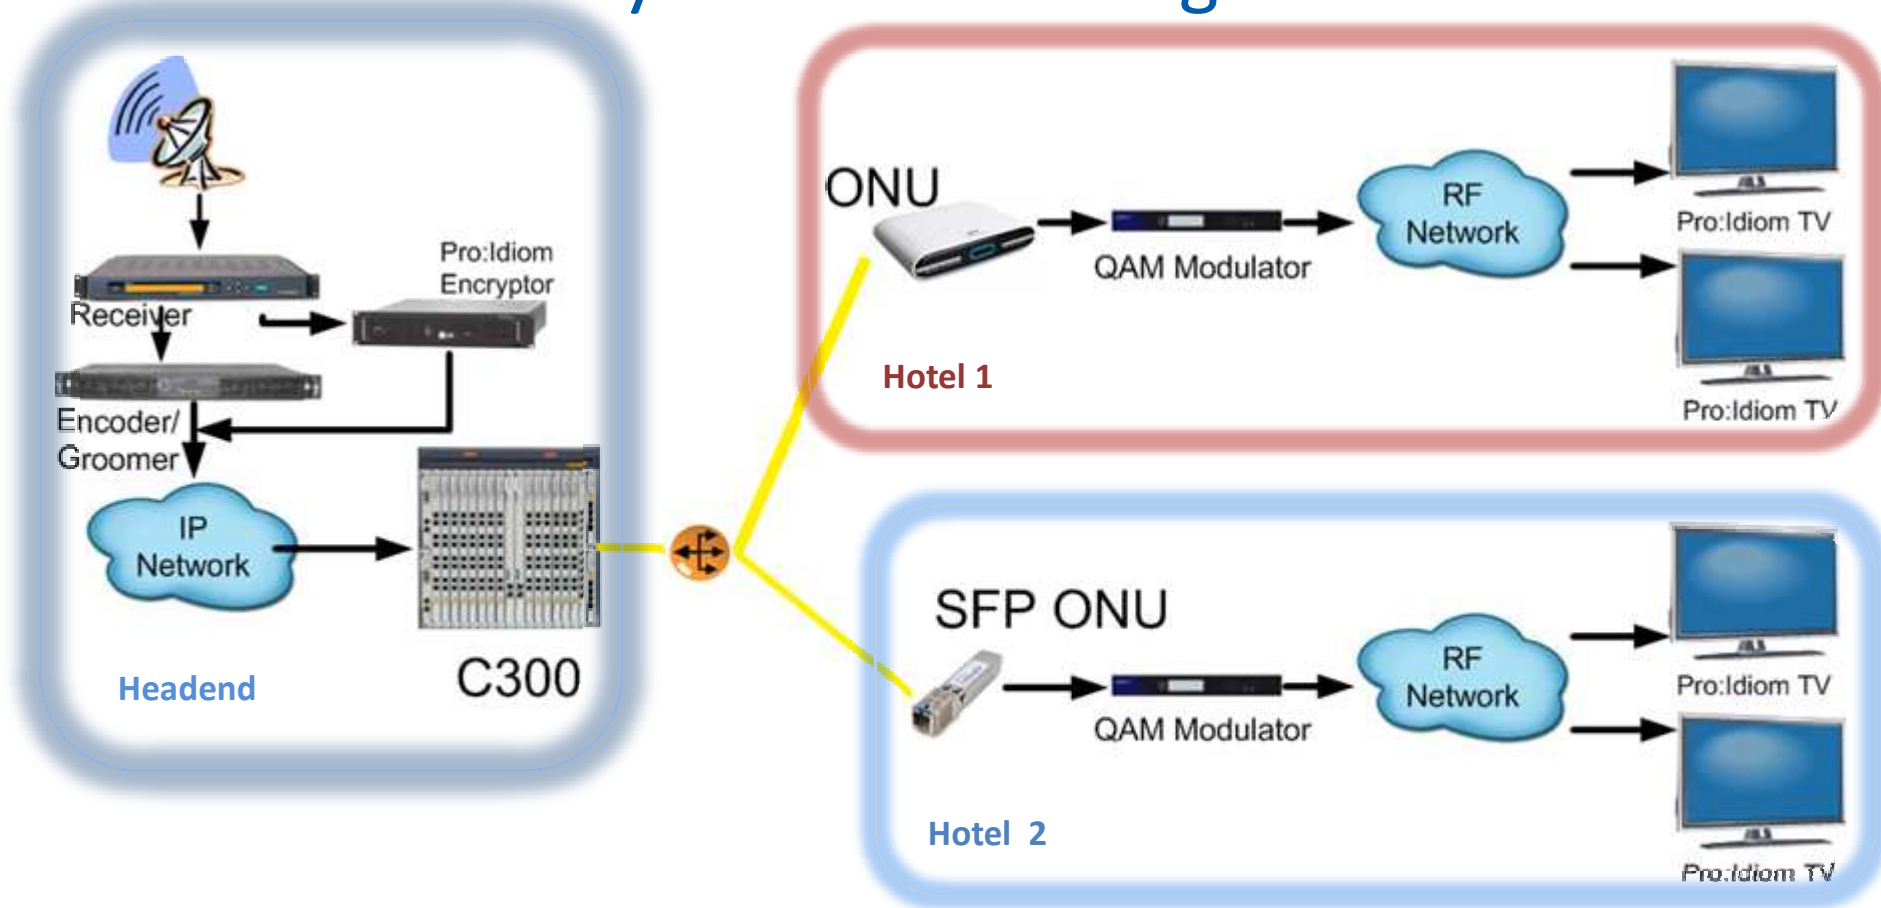 Pro:Idiom
Encryptor
Receiver
Encoder/
Groomer
IP
Network
C300
Headend
ONU
QAM Modulator
RF
Network
Pro:Idiom TV
Pro:Idiom TV
Hotel 1
SFP ONU
QAM Modulator
RF
Network
Pro:Idiom TV
Pro:Idiom TV
Hotel 2